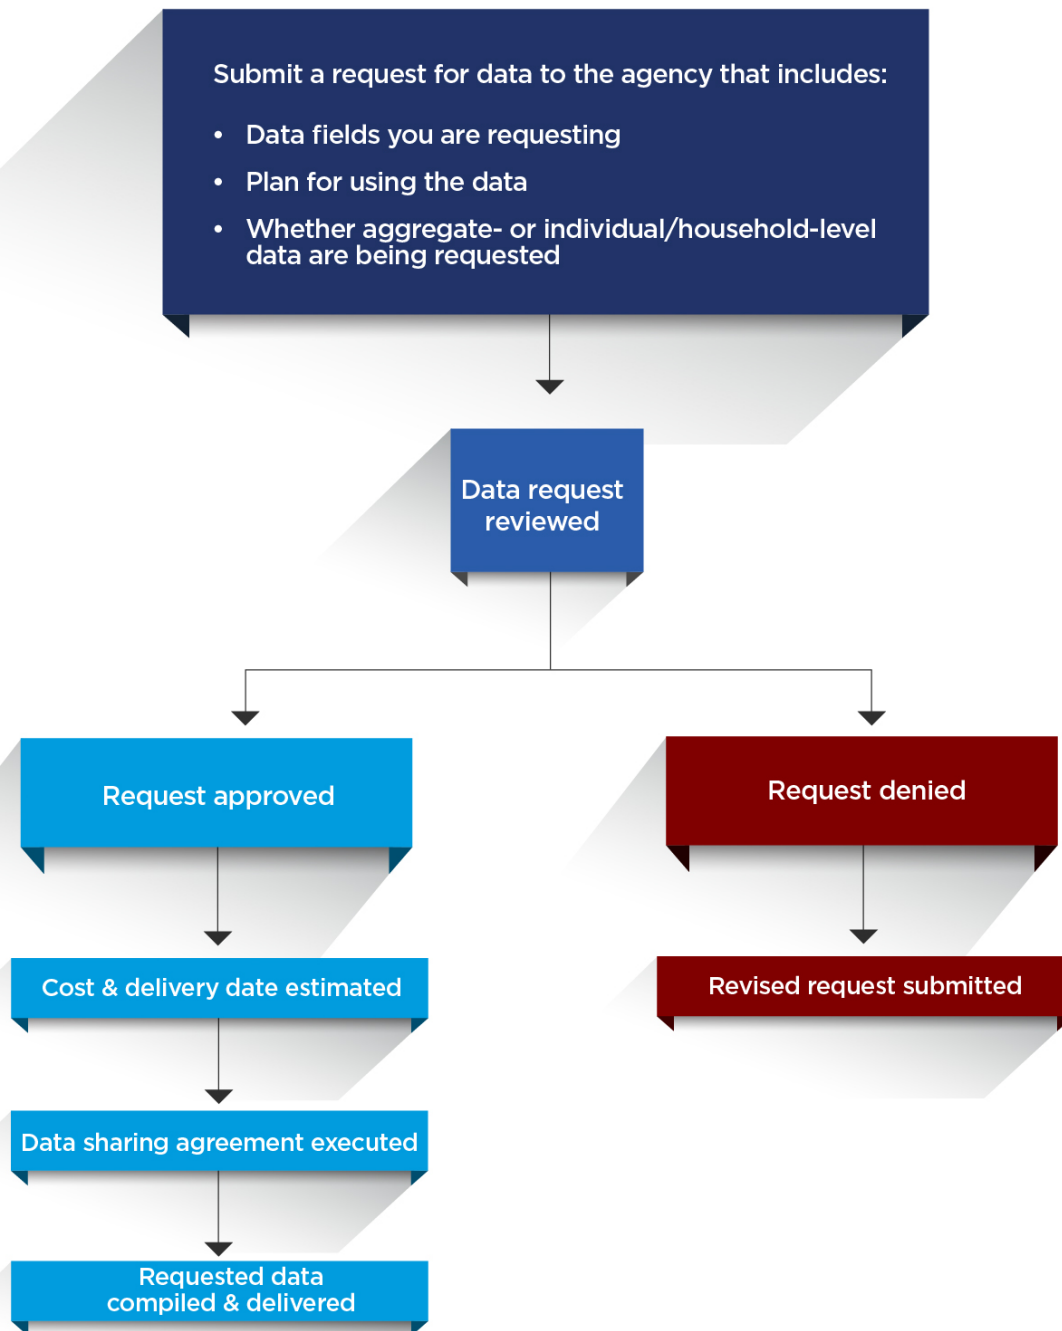 Submit a request for data to the agency that includes:
• Data fields you are requesting
• Plan for using the data
• Whether aggregate- or individual/household-level
data are being requested
Data request
reviewed
Request approved
Request denied
Cost & delivery date estimated
Revised request submitted
Data sharing agreement executed
Requested data
compiled & delivered